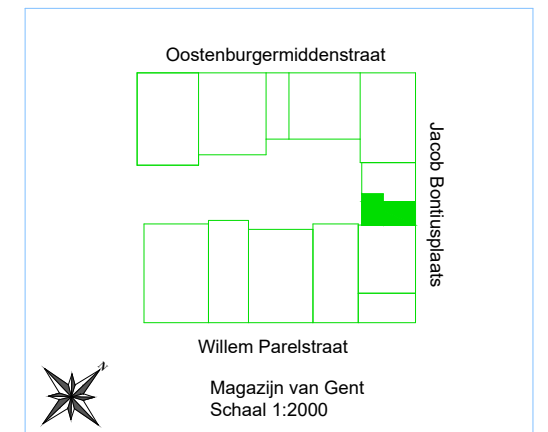 Oostenburgermiddenstraat
Jacob Bontiusplaats
Willem Parelstraat
N
Magazijn van Gent
Schaal 1:2000